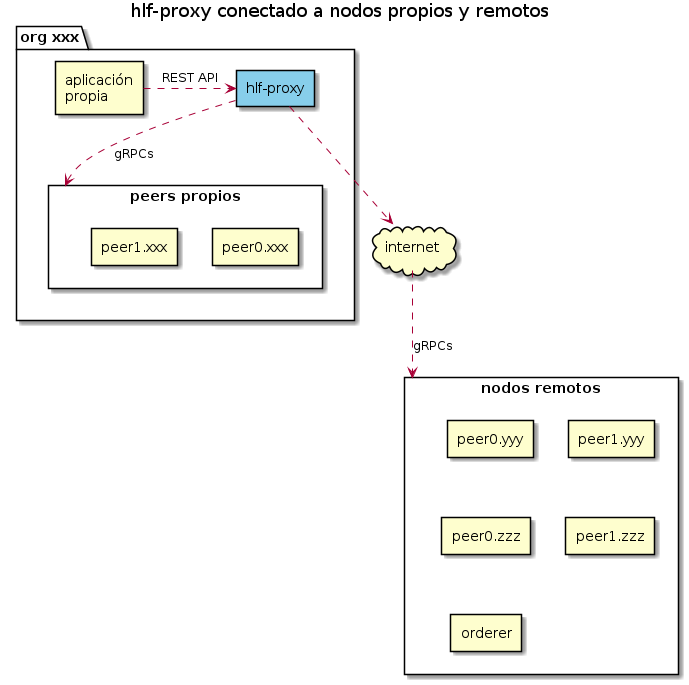 hlf-proxy conectado a nodos propios y remotos
org xxx
aplicación
propia
REST API
hlf-proxy
gRPCs
peers propios
peer1.xxx
peer0.xxx
internet
gRPCs
nodos remotos
peer0.yyy
peer1.yyy
peer0.zzz
peer1.zzz
orderer